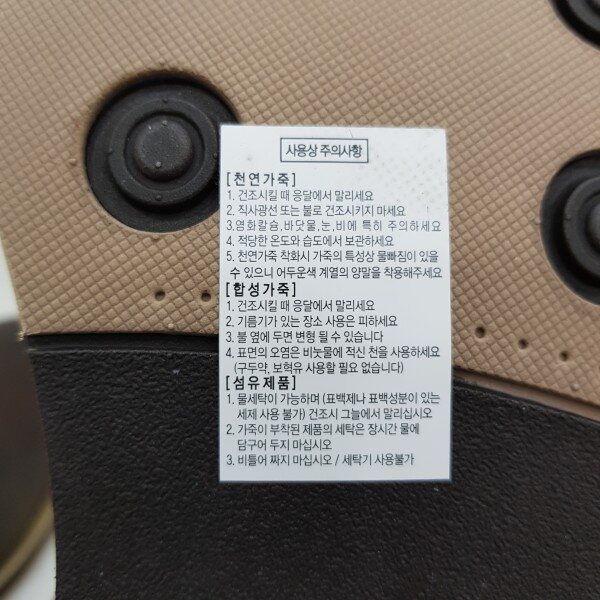 사용상 주의사항
[천연가죽]
1. 건조시킬 때 응달에서 말리세요
2. 직사광선 또는 불로 건조시키지 마세요
3.염화칼슘,바닷물,눈,비에 특히 주의하세요
4. 적당한 온도와 습도에서 보관하세요
5. 천연가죽 착화시 가죽의 특성상 물빠짐이 있을
수 있으니 어두운색 계열의 양말을 착용해주세요
[합성가죽]
1. 건조시킬 때 응달에서 말리세요
2. 기름기가 있는 장소 사용은 피하세요
3. 불 옆에 두면 변형 될 수 있습니다
4. 표면의 오염은 비눗물에 적신 천을 사용하세요
(구두약, 보혁유 사용할 필요 없습니다)
[섬유제품]
1. 물세탁이 가능하며 (표백제나 표백성분이 있는
세제 사용 불가) 건조시 그늘에서 말리십시오
2. 가죽이 부착된 제품의 세탁은 장시간 물에
담구어 두지 마십시오
3. 비틀어 짜지 마십시오 / 세탁기 사용불가